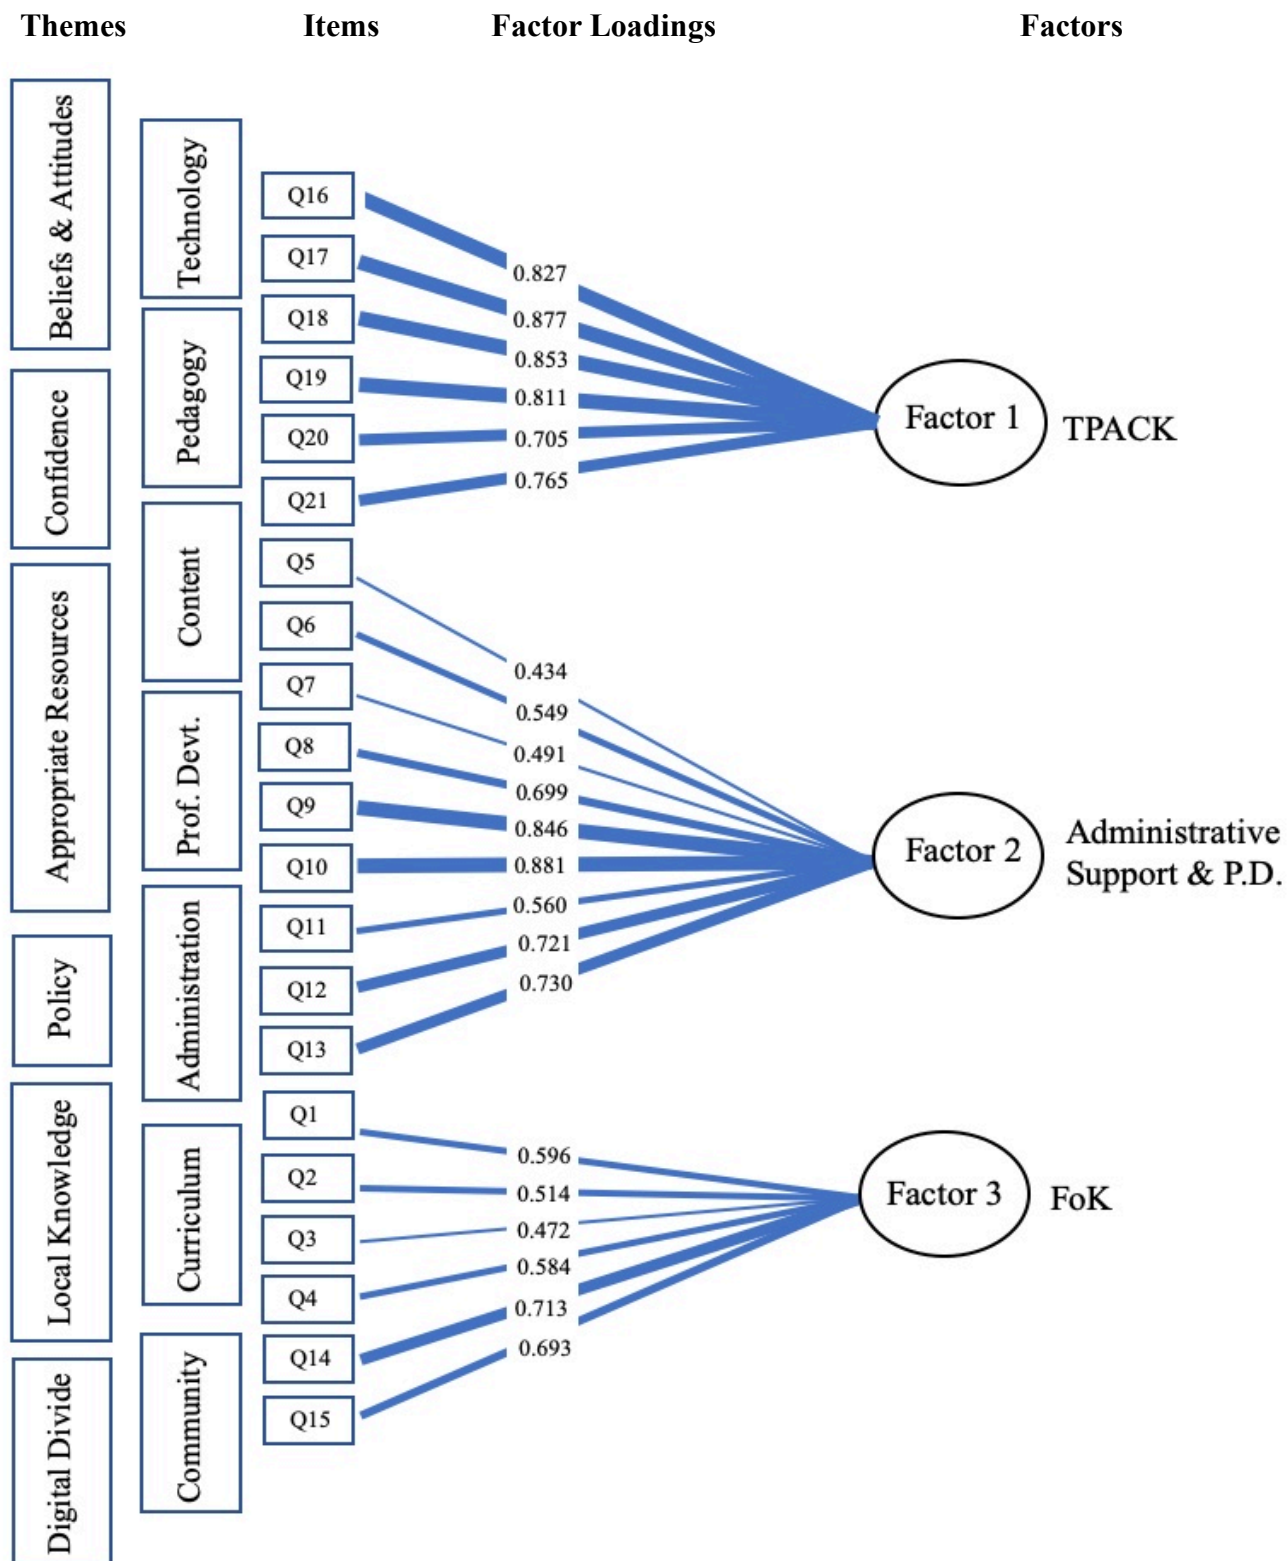 Themes
Items
Factor Loadings
Factors
Beliefs & Attitudes
Confidence
Appropriate Resources
Policy
Local Knowledge
Digital Divide
Technology
Pedagogy
Content
Prof. Devt.
Administration
Curriculum
Community
Q16
Q17
Q18
Q19
Q20
Q21
Q5
Q6
Q7
Q8
Q9
Q10
Q11
Q12
Q13
Q1
Q2
Q3
Q4
Q14
Q15
0.827
0.877
0.853
0.811
0.705
0.765
0.434
0.549
0.491
0.699
0.846
0.881
0.560
0.721
0.730
0.596
0.514
0.472
0.584
0.713
0.693
Factor 1
TPACK
Factor 2
Administrative
Support & P.D.
Factor 3
FoK